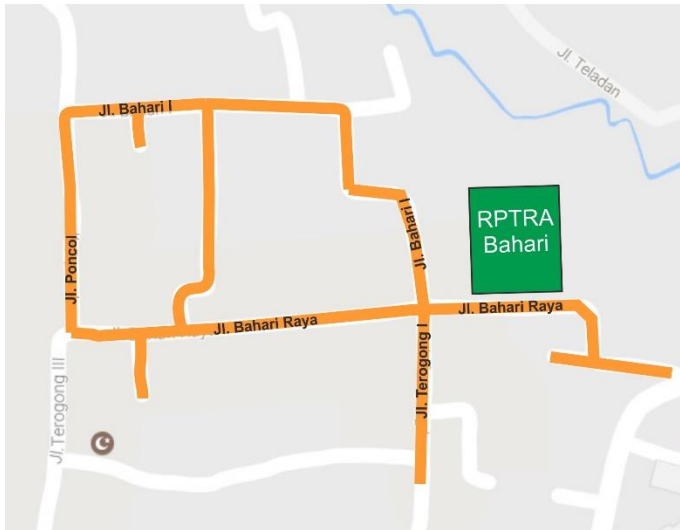 Jl. Teladan
Jl. Bahari I
RPTRA
Bahari
Jl. Bahari I
Jl. Poncol
Jl. Bahari Raya
Jl. Bahari Raya
Jl. Terogong I
Jl.Terogong III